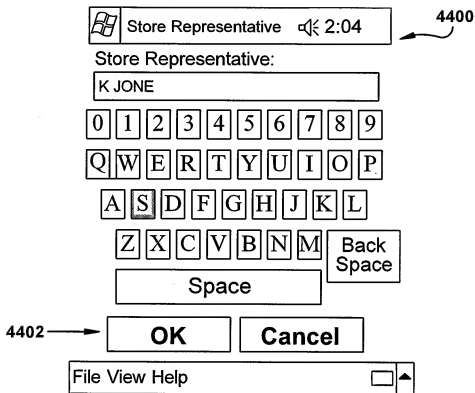 Store Representative 2:04
4400
Store Representative:
K JONE
0 1 2 3 4 5 6 7 8 9
Q W E R T Y U I O P
A S D F G H J K L
Z X C V B N M Back Space
Space
4402 OK Cancel
File View Help